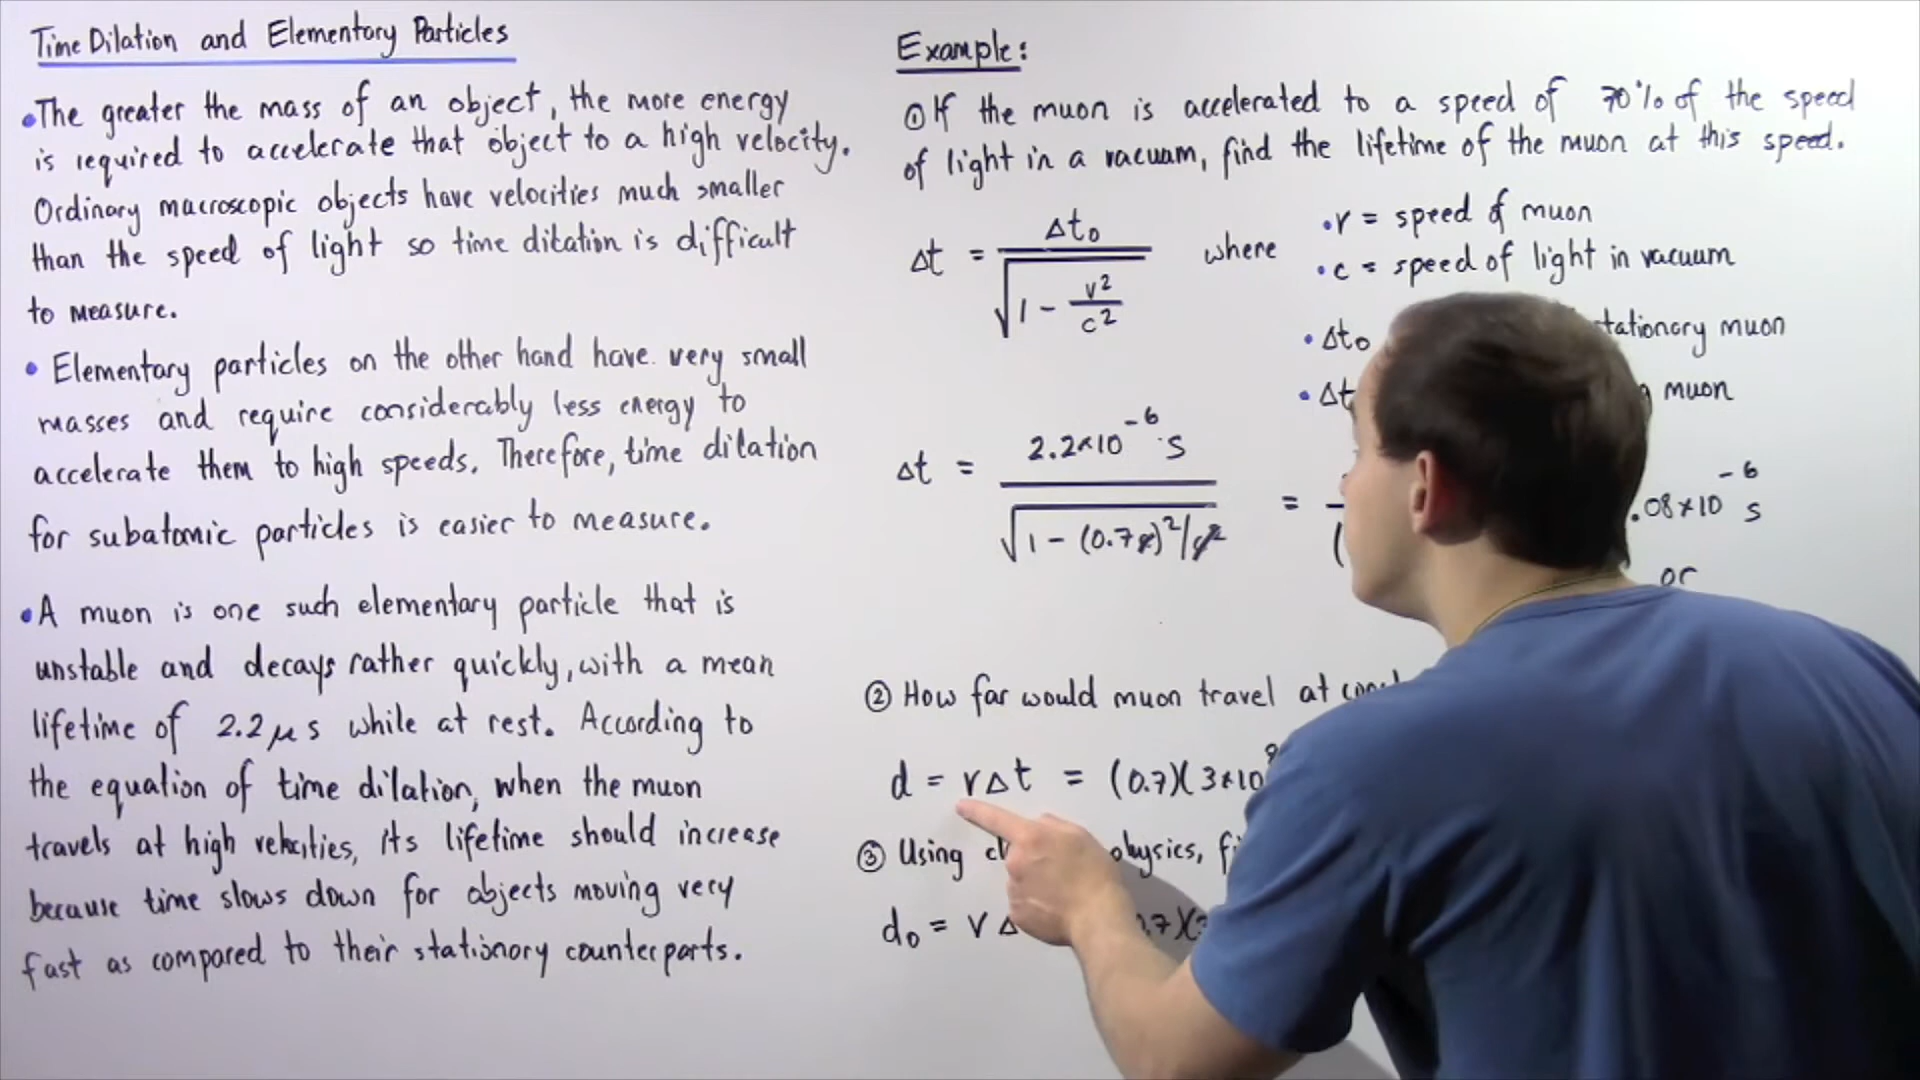 Time Dilation and Elementary Particles
•The greater the mass of an object, the more energy
is required to accelerate that object to a high velocity.
Ordinary macroscopic objects have velocities much smaller
than the speed of light so time dilation is difficult
to measure.
• Elementary particles on the other hand have very small
masses and require considerably less energy to
accelerate them to high speeds. Therefore, time dilation
for subatomic particles is easier to measure.
•A muon is one such elementary particle that is
unstable and decays rather quickly, with a mean
lifetime of 2.2 μs while at rest. According to
the equation of time dilation, when the muon
travels at high velocities, its lifetime should increase
because time slows down for objects moving very
fast as compared to their stationary counterparts.
Example:
① If the muon is accelerated to a speed of 70% of the speed
of light in a vacuum, find the lifetime of the muon at this speed.
Δt = Δt₀ / √(1 - v²/c²) where
•v = speed of muon
•c = speed of light in vacuum
•Δt₀ stationary muon
•Δt muon
Δt = 2.2×10⁻⁶ s / √(1 - (0.7c)²/c²) = .08×10⁻⁶ s
or
② How far would muon travel at
d = vΔt = (0.7)(3×10⁸
③ Using physics,
d₀ = vΔ .7)(3